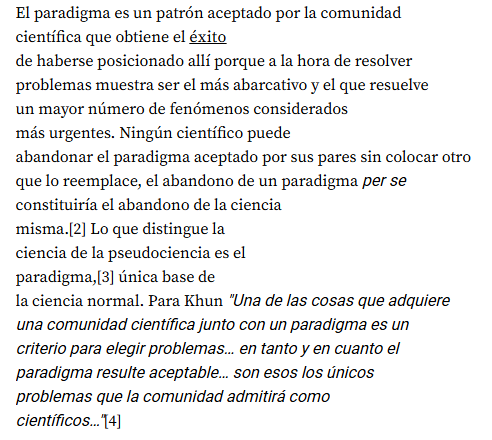 El paradigma es un patrón aceptado por la comunidad
científica que obtiene el éxito
de haberse posicionado allí porque a la hora de resolver
problemas muestra ser el más abarcativo y el que resuelve
un mayor número de fenómenos considerados
más urgentes. Ningún científico puede
abandonar el paradigma aceptado por sus pares sin colocar otro
que lo reemplace, el abandono de un paradigma per se
constituiría el abandono de la ciencia
misma.[2] Lo que distingue la
ciencia de la pseudociencia es el
paradigma,[3] única base de
la ciencia normal. Para Khun "Una de las cosas que adquiere
una comunidad científica junto con un paradigma es un
criterio para elegir problemas… en tanto y en cuanto el
paradigma resulte aceptable… son esos los únicos
problemas que la comunidad admitirá como
científicos…"[4]